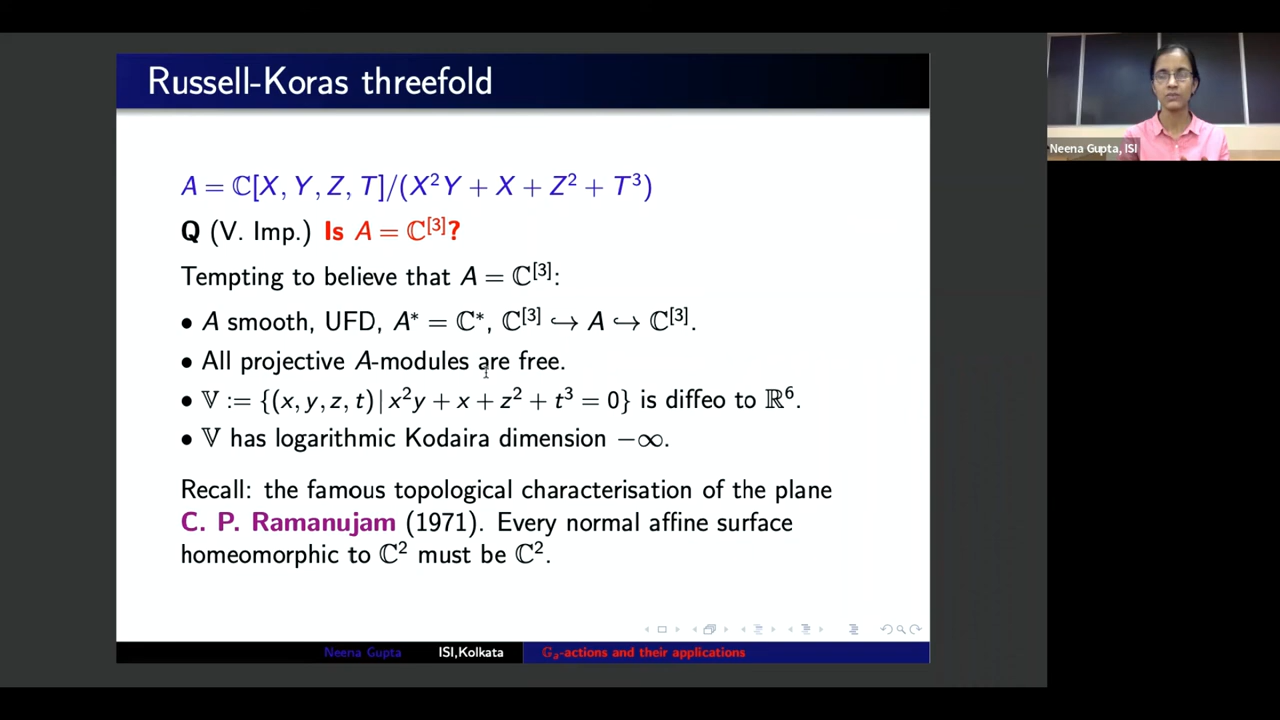 Russell-Koras threefold
A = ℂ[X, Y, Z, T]/(X²Y + X + Z² + T³)
Q (V. Imp.) Is A = ℂ^[3]?
Tempting to believe that A = ℂ^[3]:
• A smooth, UFD, A* = ℂ*, ℂ^[3] ↪ A ↪ ℂ^[3].
• All projective A-modules are free.
• 𝕍 := {(x, y, z, t) | x²y + x + z² + t³ = 0} is diffeo to ℝ⁶.
• 𝕍 has logarithmic Kodaira dimension −∞.
Recall: the famous topological characterisation of the plane
C. P. Ramanujam (1971). Every normal affine surface
homeomorphic to ℂ² must be ℂ².
Neena Gupta ISI,Kolkata 𝔾ₐ-actions and their applications
Neena Gupta, ISI